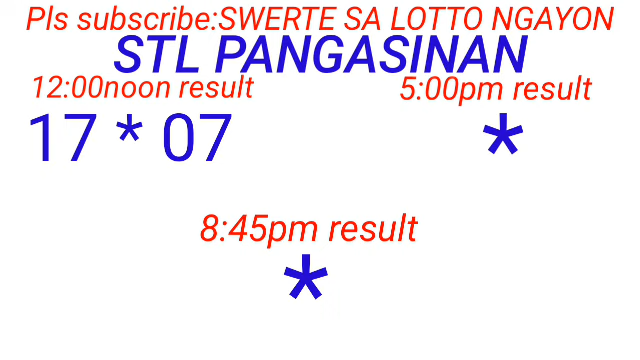 Pls subscribe:SWERTE SA LOTTO NGAYON
STL PANGASINAN
12:00noon result
5:00pm result
17 * 07
*
8:45pm result
*